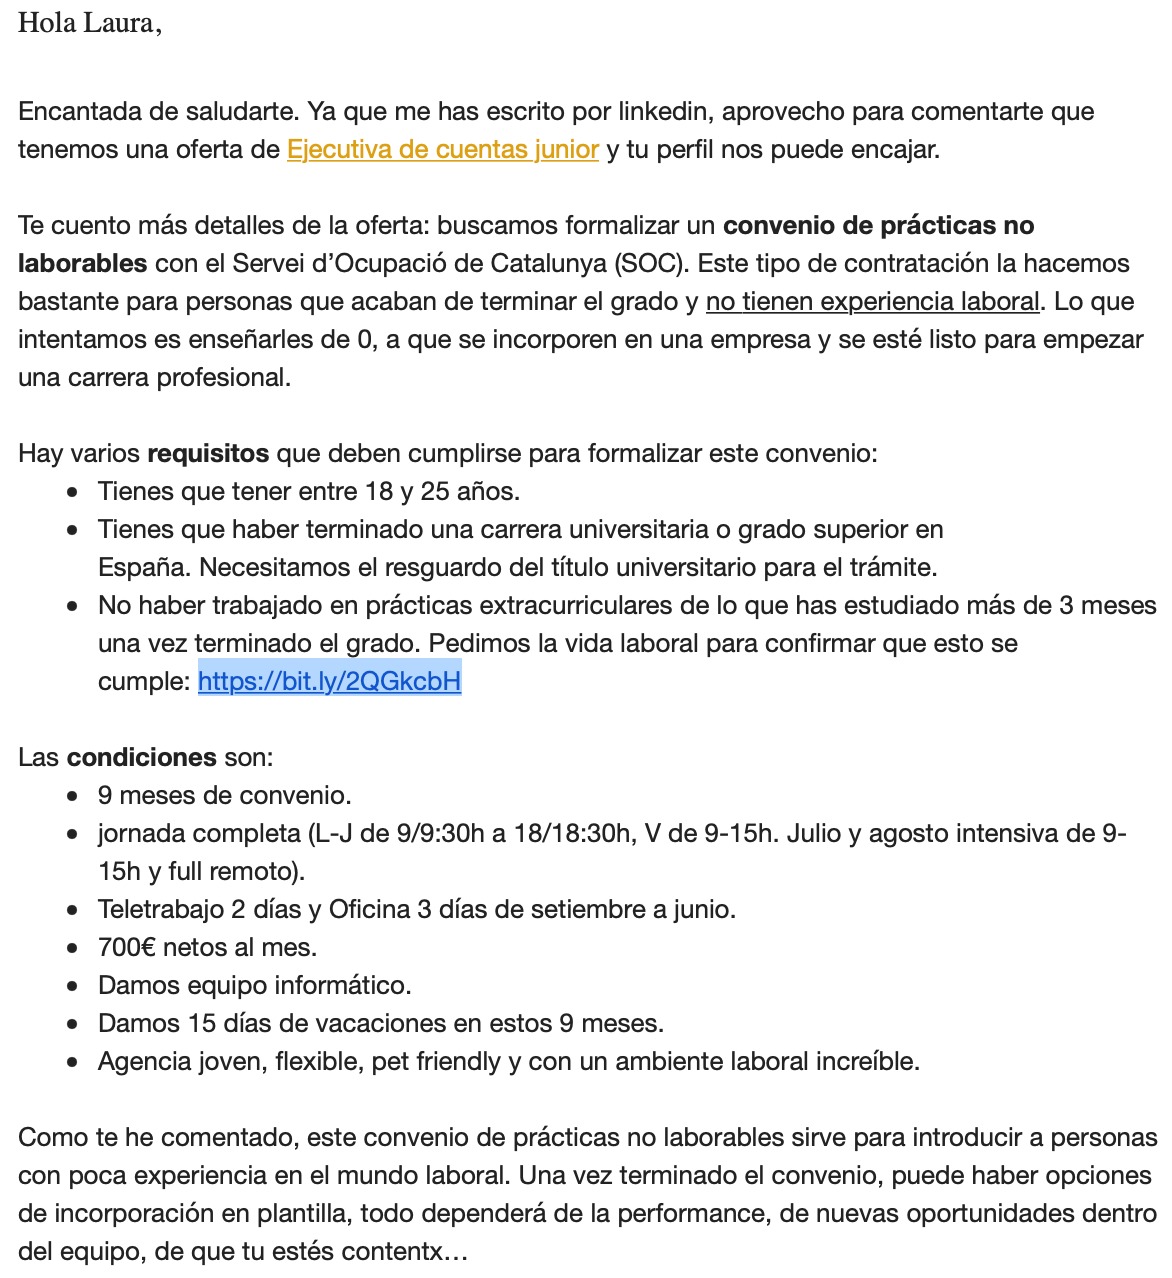 Hola Laura,
Encantada de saludarte. Ya que me has escrito por linkedin, aprovecho para comentarte que
tenemos una oferta de Ejecutiva de cuentas junior y tu perfil nos puede encajar.
Te cuento más detalles de la oferta: buscamos formalizar un convenio de prácticas no
laborables con el Servei d’Ocupació de Catalunya (SOC). Este tipo de contratación la hacemos
bastante para personas que acaban de terminar el grado y no tienen experiencia laboral. Lo que
intentamos es enseñarles de 0, a que se incorporen en una empresa y se esté listo para empezar
una carrera profesional.
Hay varios requisitos que deben cumplirse para formalizar este convenio:
• Tienes que tener entre 18 y 25 años.
• Tienes que haber terminado una carrera universitaria o grado superior en
España. Necesitamos el resguardo del título universitario para el trámite.
• No haber trabajado en prácticas extracurriculares de lo que has estudiado más de 3 meses
una vez terminado el grado. Pedimos la vida laboral para confirmar que esto se
cumple: https://bit.ly/2QGkcbH
Las condiciones son:
• 9 meses de convenio.
• jornada completa (L-J de 9/9:30h a 18/18:30h, V de 9-15h. Julio y agosto intensiva de 9-
15h y full remoto).
• Teletrabajo 2 días y Oficina 3 días de setiembre a junio.
• 700€ netos al mes.
• Damos equipo informático.
• Damos 15 días de vacaciones en estos 9 meses.
• Agencia joven, flexible, pet friendly y con un ambiente laboral increíble.
Como te he comentado, este convenio de prácticas no laborables sirve para introducir a personas
con poca experiencia en el mundo laboral. Una vez terminado el convenio, puede haber opciones
de incorporación en plantilla, todo dependerá de la performance, de nuevas oportunidades dentro
del equipo, de que tu estés contentx…